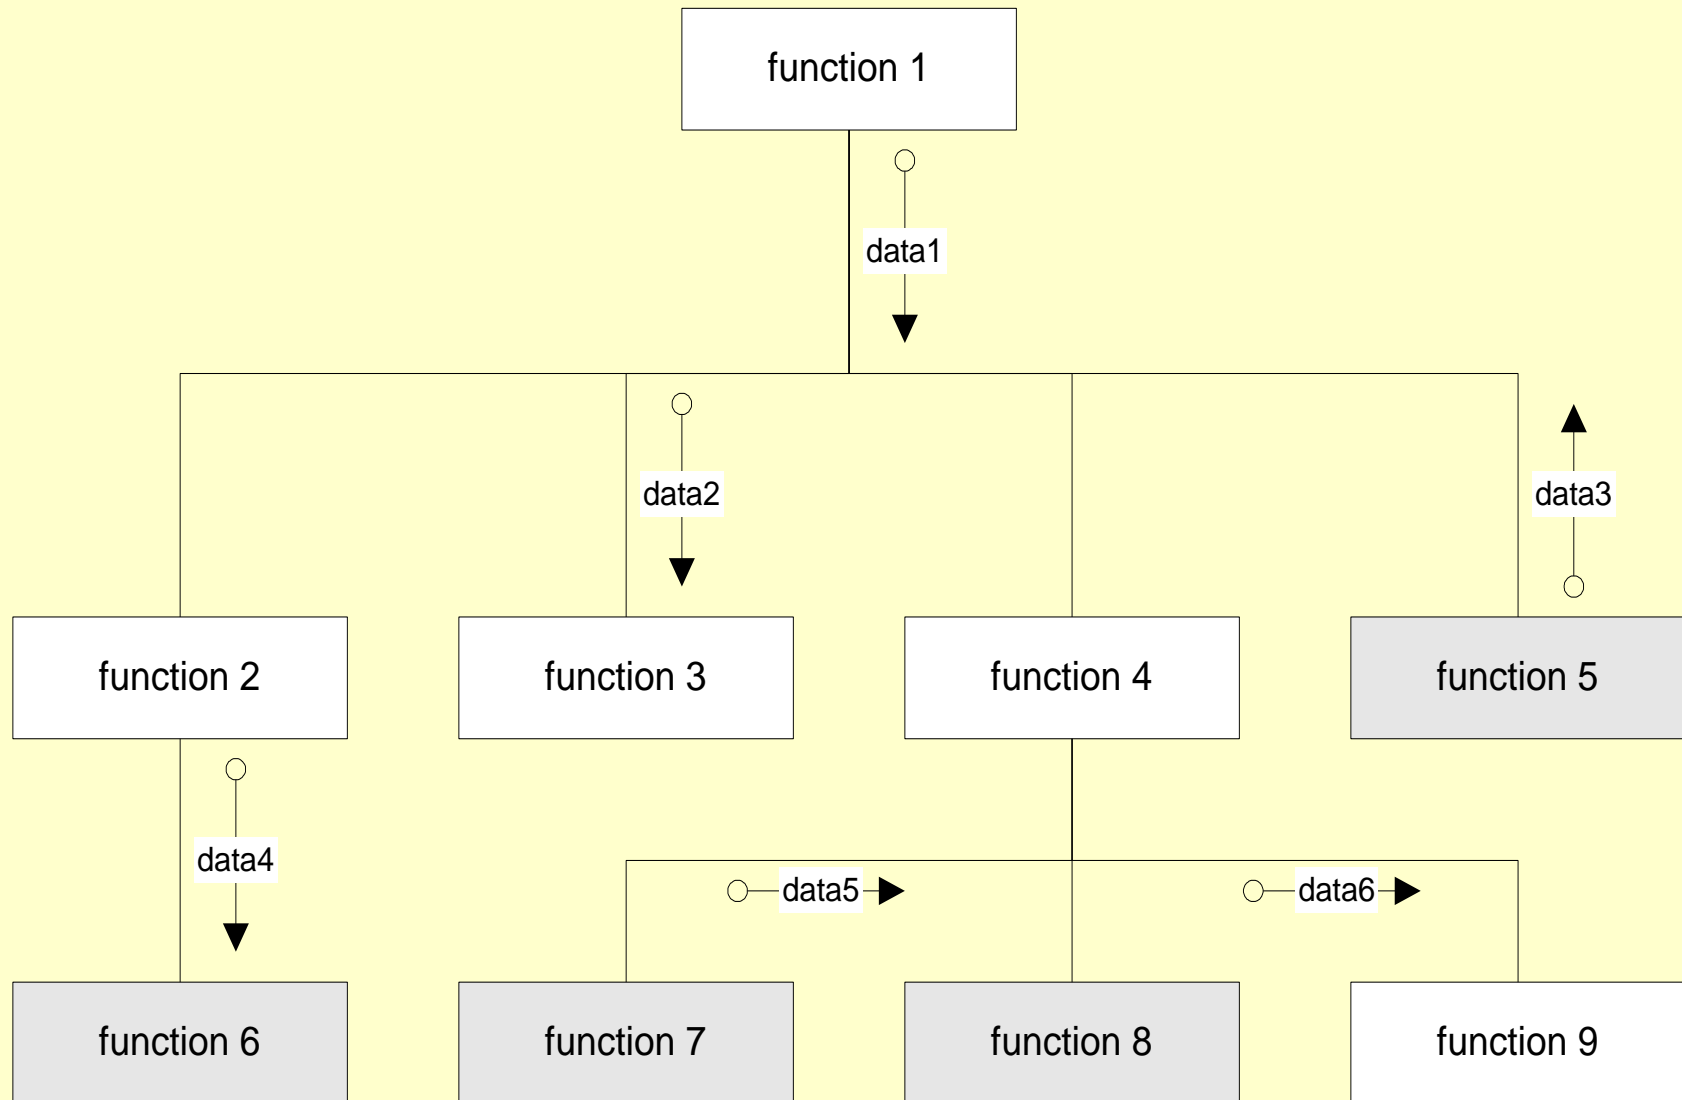 function 1
data1
data2
data3
function 2
function 3
function 4
function 5
data4
data5
data6
function 6
function 7
function 8
function 9